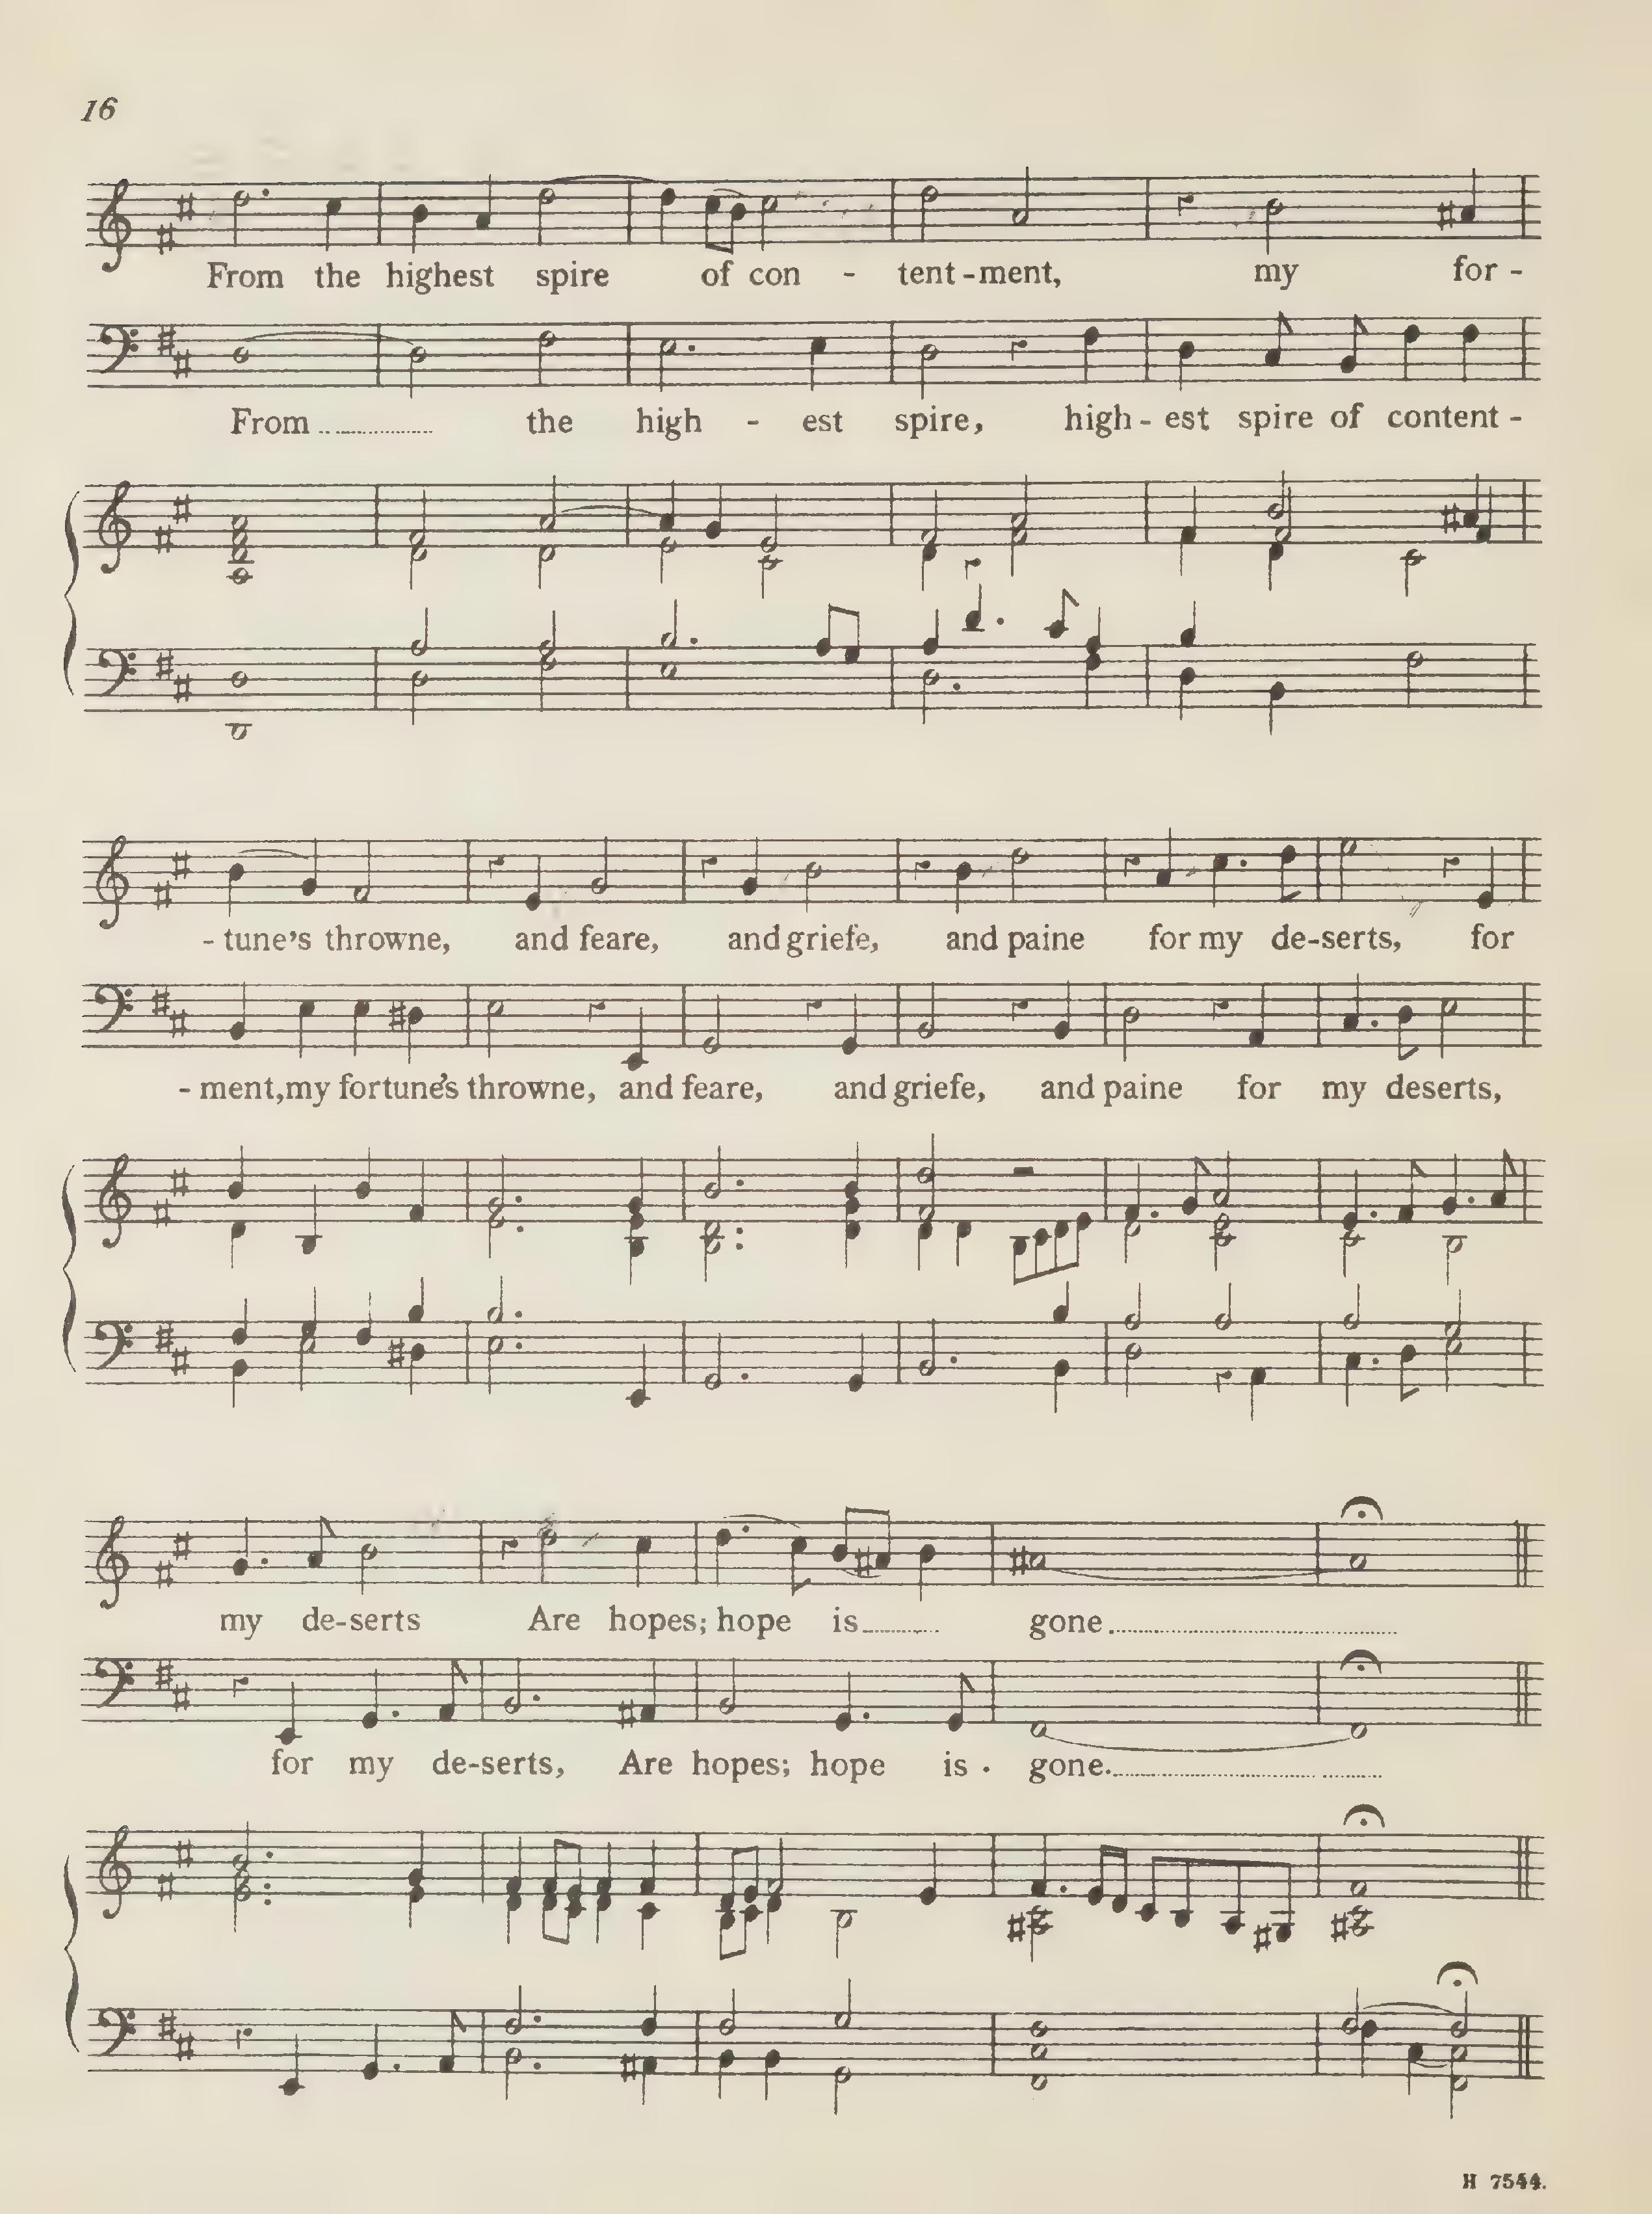 16
From the highest spire of con - tent-ment, my for -
From the high - est spire, high - est spire of content -
- tune's throwne, and feare, and griefe, and paine for my de-serts, for
- ment, my fortune's throwne, and feare, and griefe, and paine for my deserts,
my de-serts Are hopes; hope is gone
for my de-serts, Are hopes; hope is . gone.
H 7544.